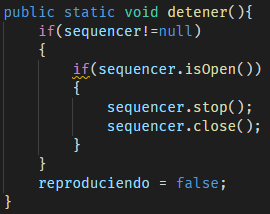 public static void detener(){
    if(sequencer!=null)
    {
        if(sequencer.isOpen())
        {
            sequencer.stop();
            sequencer.close();
        }
    }
    reproduciendo = false;
}